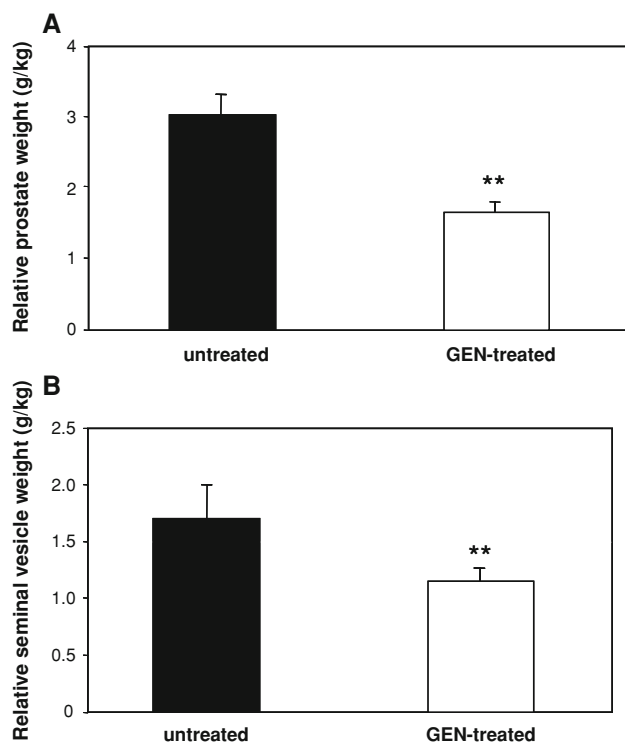 A
Relative prostate weight (g/kg)
4
3
2
1
0
**
untreated GEN-treated
B
Relative seminal vesicle weight (g/kg)
2.5
2.0
1.5
1.0
0.5
0
**
untreated GEN-treated